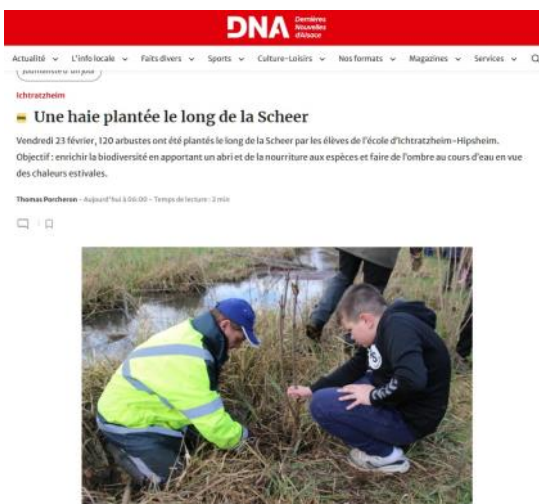 DNA Dernières
Nouvelles
d'Alsace
Actualité L'info locale Faits divers Sports Culture-Loisirs Nos formats Magazines Services
Journaliste d'un jour
Ichtratzheim
Une haie plantée le long de la Scheer
Vendredi 23 février, 120 arbustes ont été plantés le long de la Scheer par les élèves de l'école d'Ichtratzheim-Hipsheim.
Objectif : enrichir la biodiversité en apportant un abri et de la nourriture aux espèces et faire de l'ombre au cours d'eau en vue
des chaleurs estivales.
Thomas Porcheron - Aujourd'hui à 06:00 - Temps de lecture : 2 min